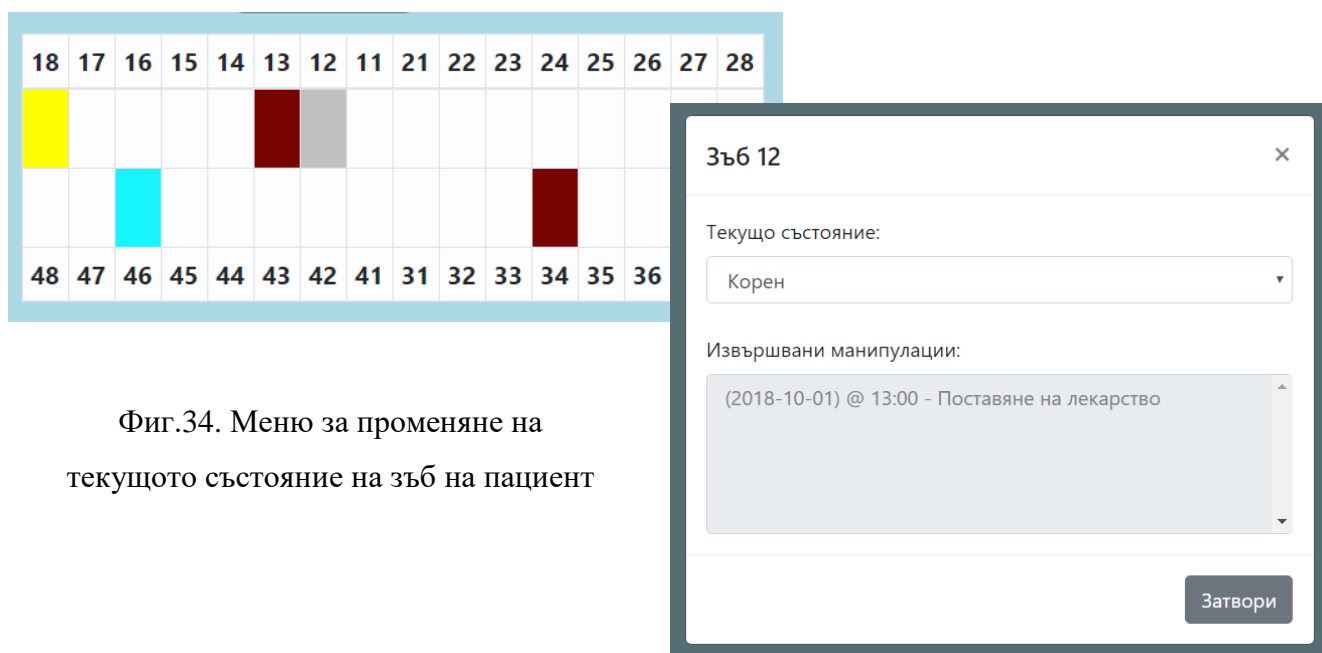 18 17 16 15 14 13 12 11 21 22 23 24 25 26 27 28
48 47 46 45 44 43 42 41 31 32 33 34 35 36
Фиг.34. Меню за променяне на
текущото състояние на зъб на пациент
Зъб 12 ×
Текущо състояние:
Корен
Извършвани манипулации:
(2018-10-01) @ 13:00 - Поставяне на лекарство
Затвори